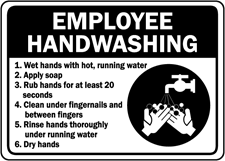 EMPLOYEE
HANDWASHING
1. Wet hands with hot, running water
2. Apply soap
3. Rub hands for at least 20
seconds
4. Clean under fingernails and
between fingers
5. Rinse hands thoroughly
under running water
6. Dry hands